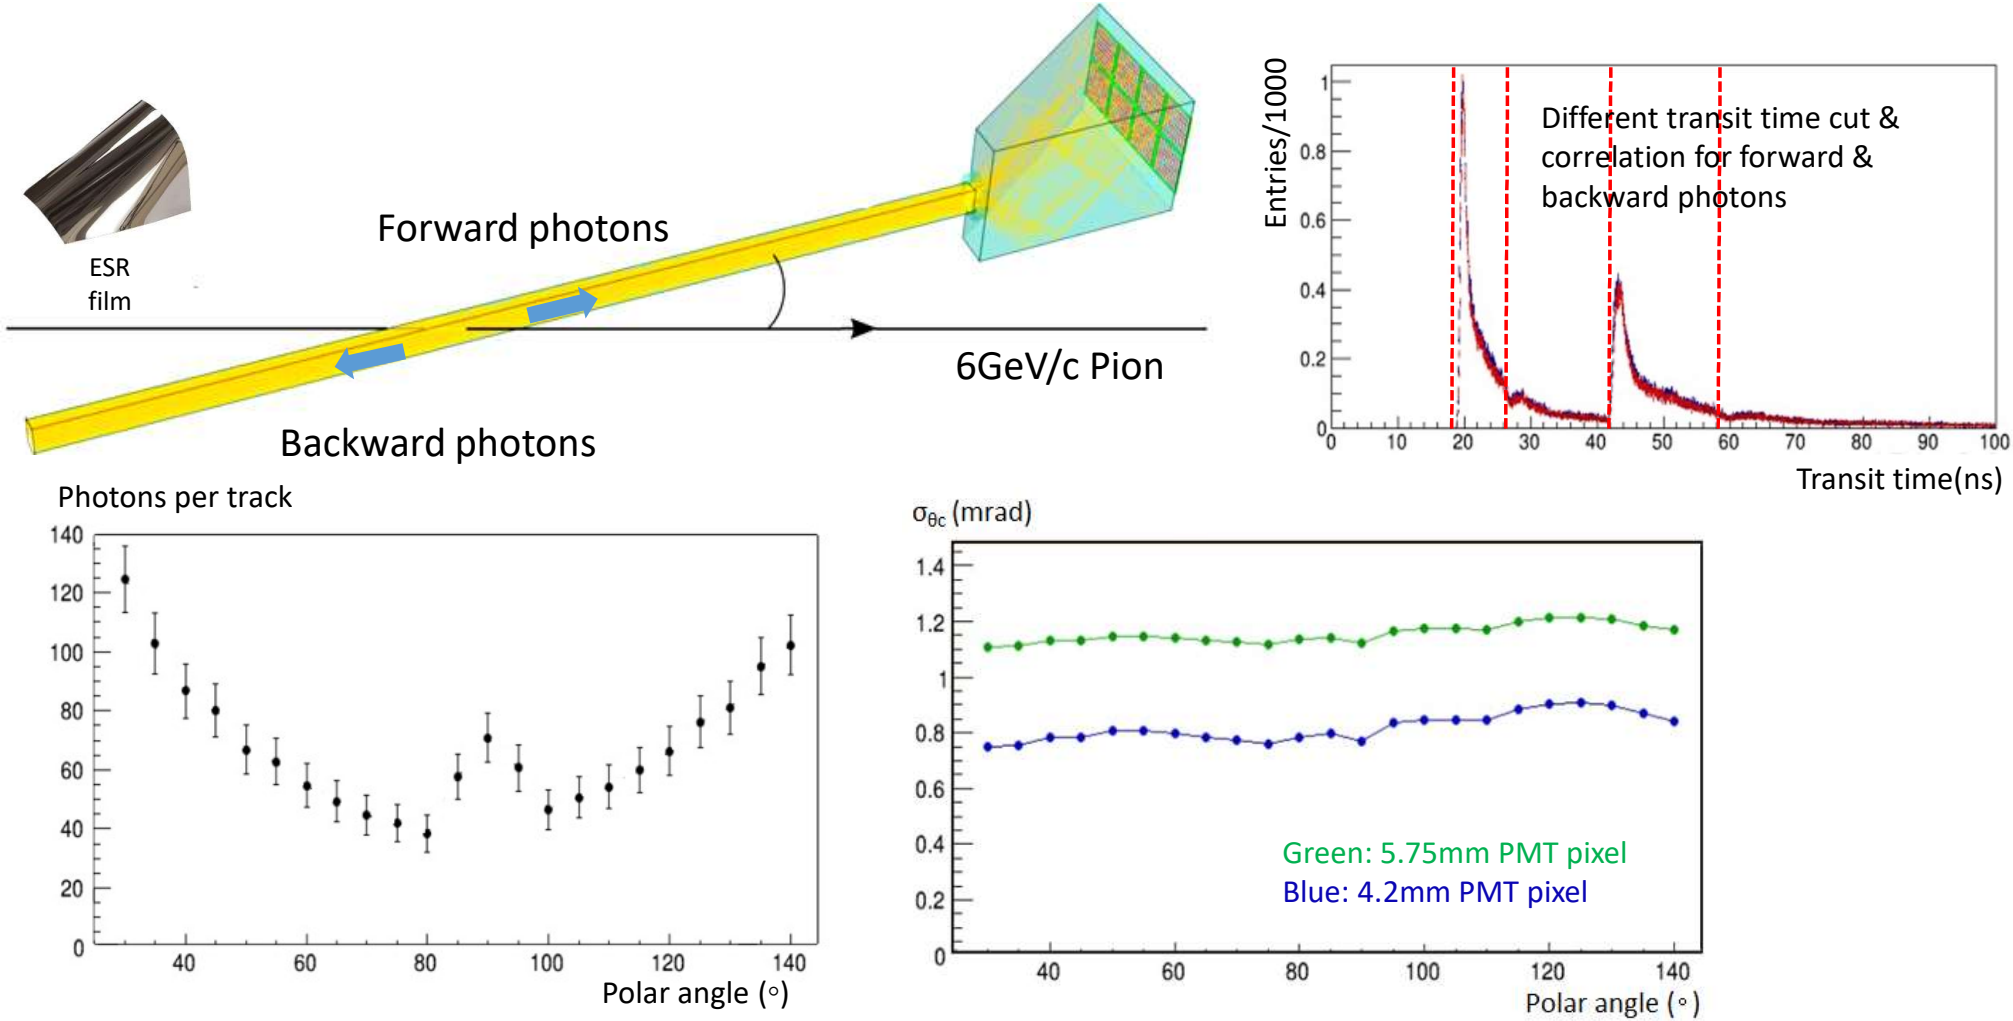 ESR
film
Forward photons
Backward photons
6GeV/c Pion
Entries/1000
1
0.8
0.6
0.4
0.2
0
0 10 20 30 40 50 60 70 80 90 100
Different transit time cut &
correlation for forward &
backward photons
Transit time(ns)
Photons per track
140
120
100
80
60
40
20
0
40 60 80 100 120 140
Polar angle (°)
σθc (mrad)
1.4
1.2
1
0.8
0.6
0.4
0.2
0
40 60 80 100 120 140
Green: 5.75mm PMT pixel
Blue: 4.2mm PMT pixel
Polar angle (°)